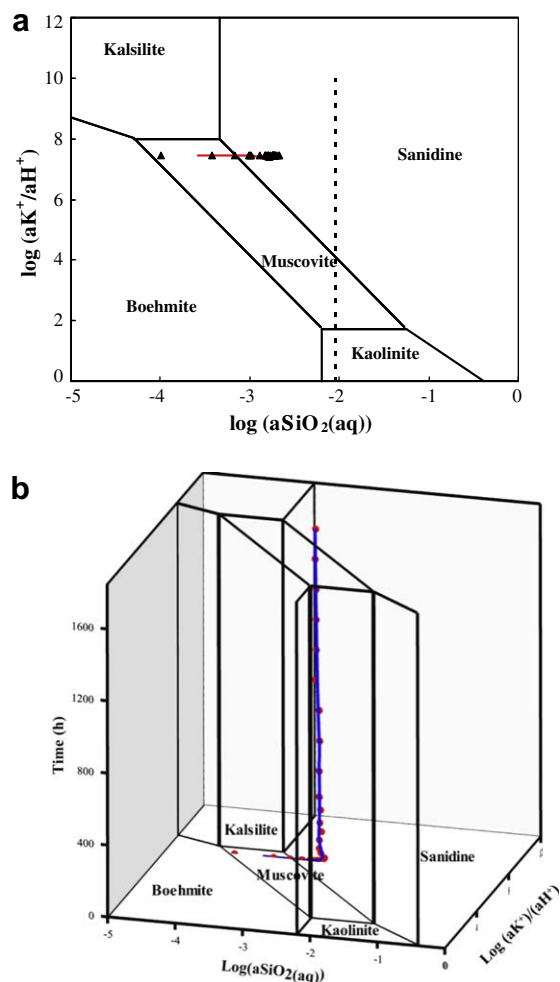 a
12
10
8
6
4
2
0
log (aK⁺/aH⁺)
Kalsilite
Sanidine
Muscovite
Boehmite
Kaolinite
-5
-4
-3
-2
-1
0
log (aSiO₂(aq))
b
1600
1200
800
400
0
Time (h)
Kalsilite
Muscovite
Sanidine
Boehmite
Kaolinite
-5
-4
-3
-2
-1
0
Log(aSiO₂(aq))
Log (aK⁺)/(aH⁺)